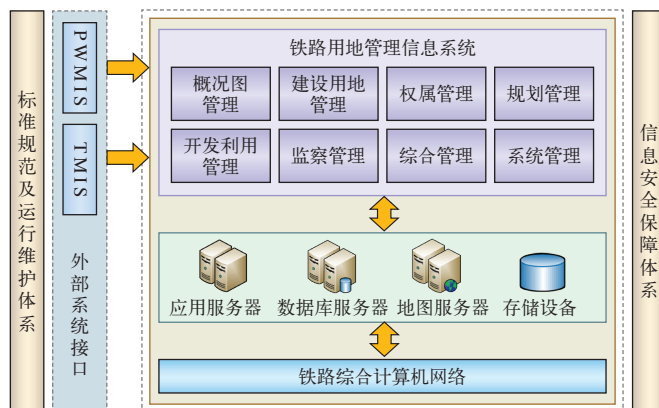 标准规范及运行维护体系
PWMIS
TMIS
外部系统接口
铁路用地管理信息系统
概况图
管理
建设用地
管理
权属管理
规划管理
开发利用
管理
监察管理
综合管理
系统管理
应用服务器
数据库服务器
地图服务器
存储设备
铁路综合计算机网络
信息安全保障体系